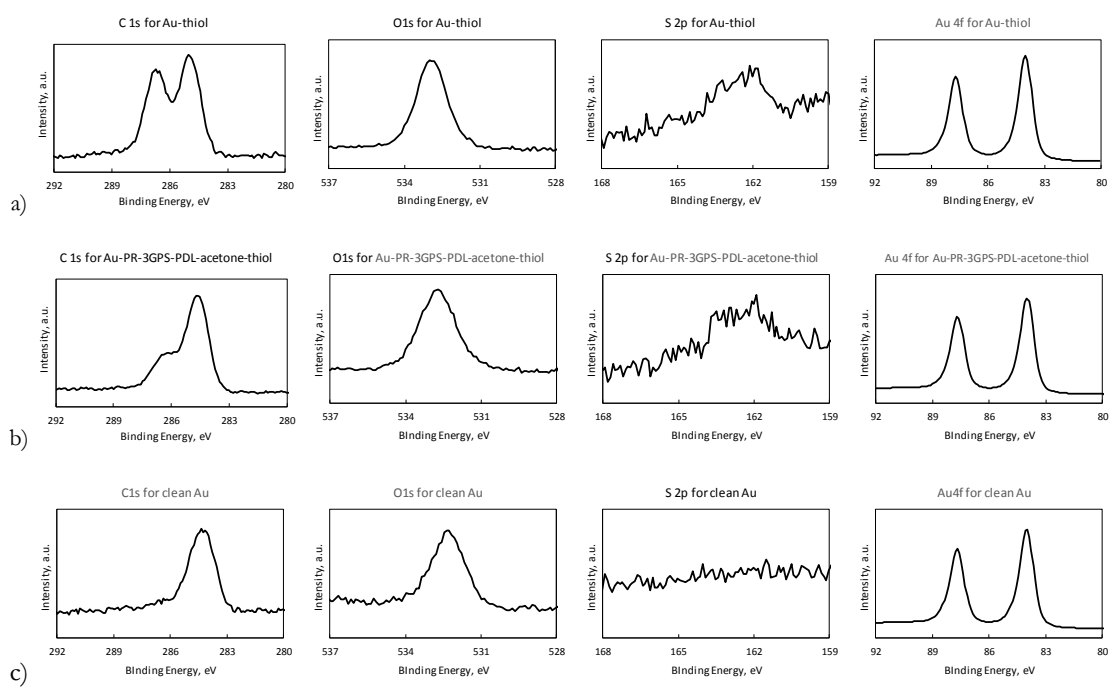 C 1s for Au-thiol
O1s for Au-thiol
S 2p for Au-thiol
Au 4f for Au-thiol
Intensity, a.u.
Intensity, a.u.
Intensity, a.u.
Intensity, a.u.
292 289 286 283 280
537 534 531 528
168 165 162 159
92 89 86 83 80
BInding Energy, eV
BInding Energy, eV
BInding Energy, eV
BInding Energy, eV
a)
C 1s for Au-PR-3GPS-PDL-acetone-thiol
O1s for Au-PR-3GPS-PDL-acetone-thiol
S 2p for Au-PR-3GPS-PDL-acetone-thiol
Au 4f for Au-PR-3GPS-PDL-acetone-thiol
Intensity, a.u.
Intensity, a.u.
Intensity, a.u.
Intensity, a.u.
292 289 286 283 280
537 534 531 528
168 165 162 159
92 89 86 83 80
BInding Energy, eV
BInding Energy, eV
BInding Energy, eV
BInding Energy, eV
b)
C1s for clean Au
O1s for clean Au
S 2p for clean Au
Au4f for clean Au
Intensity, a.u.
Intensity, a.u.
Intensity, a.u.
Intensity, a.u.
292 289 286 283 280
537 534 531 528
168 165 162 159
92 89 86 83 80
BInding Energy, eV
BInding Energy, eV
BInding Energy, eV
BInding Energy, eV
c)